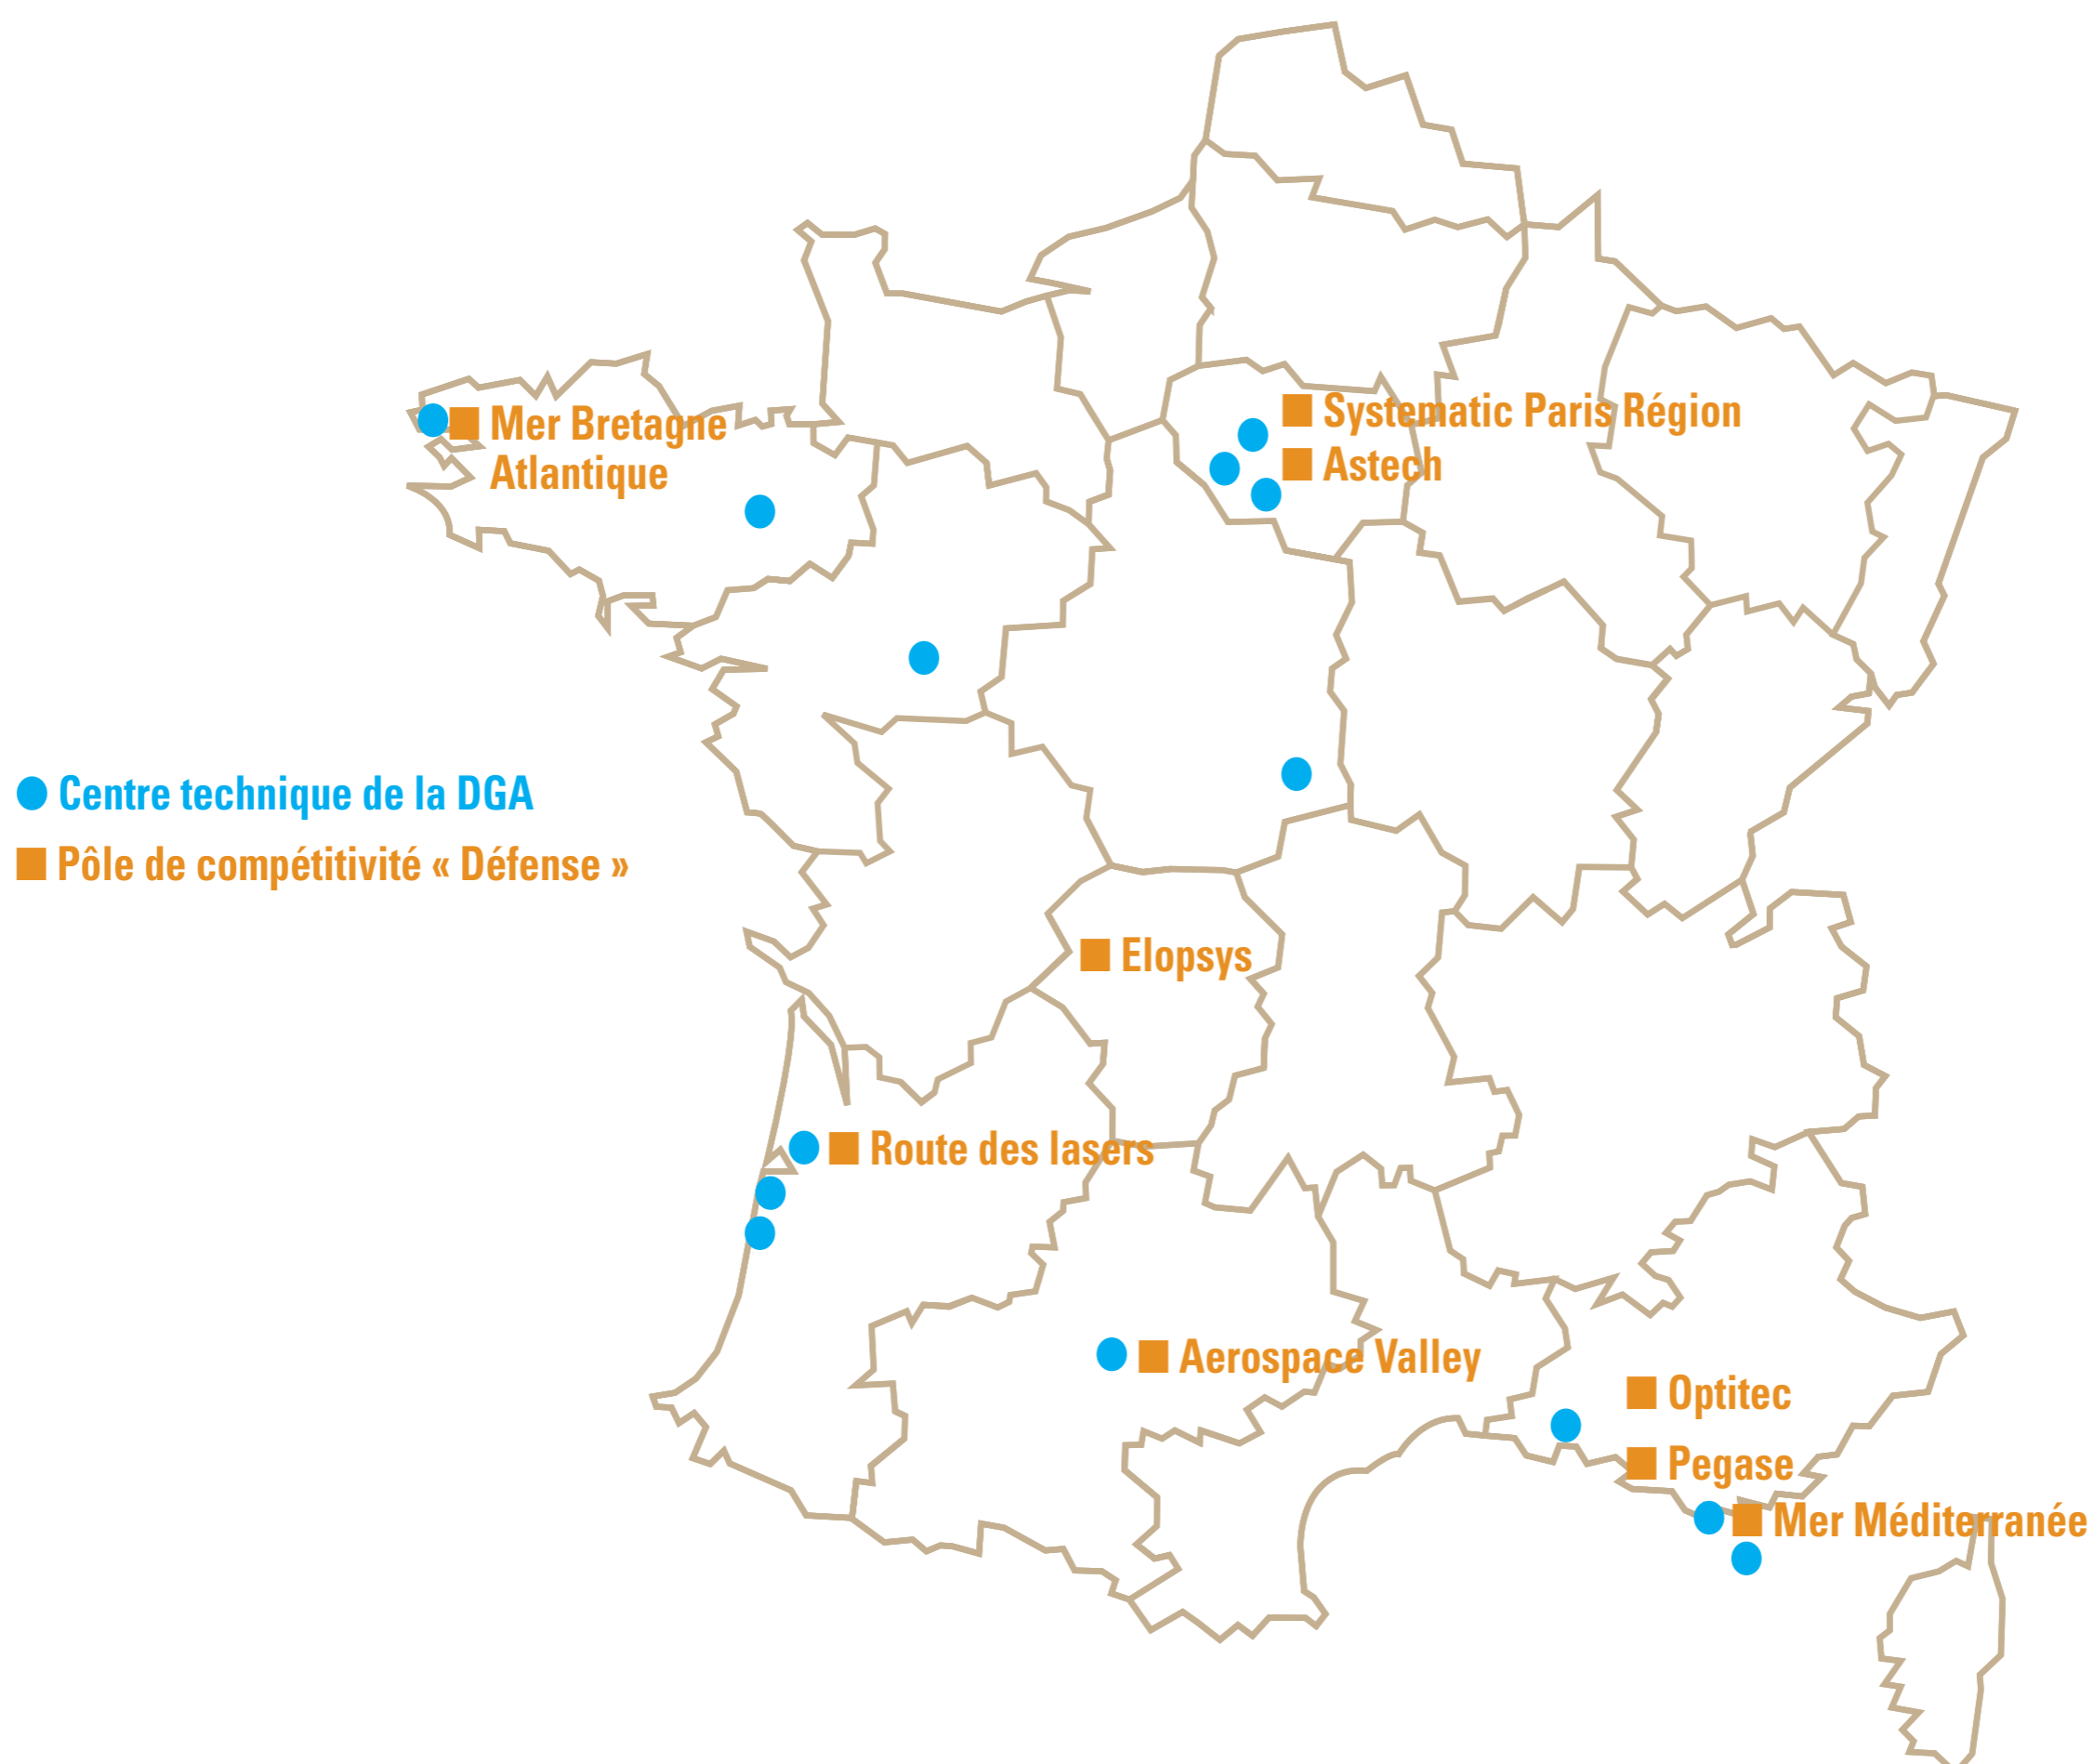 Mer Bretagne
Atlantique
Systematic Paris Région
Astech
Centre technique de la DGA
Pôle de compétitivité « Défense »
Elopsys
Route des lasers
Aerospace Valley
Optitec
Pegase
Mer Méditerranée